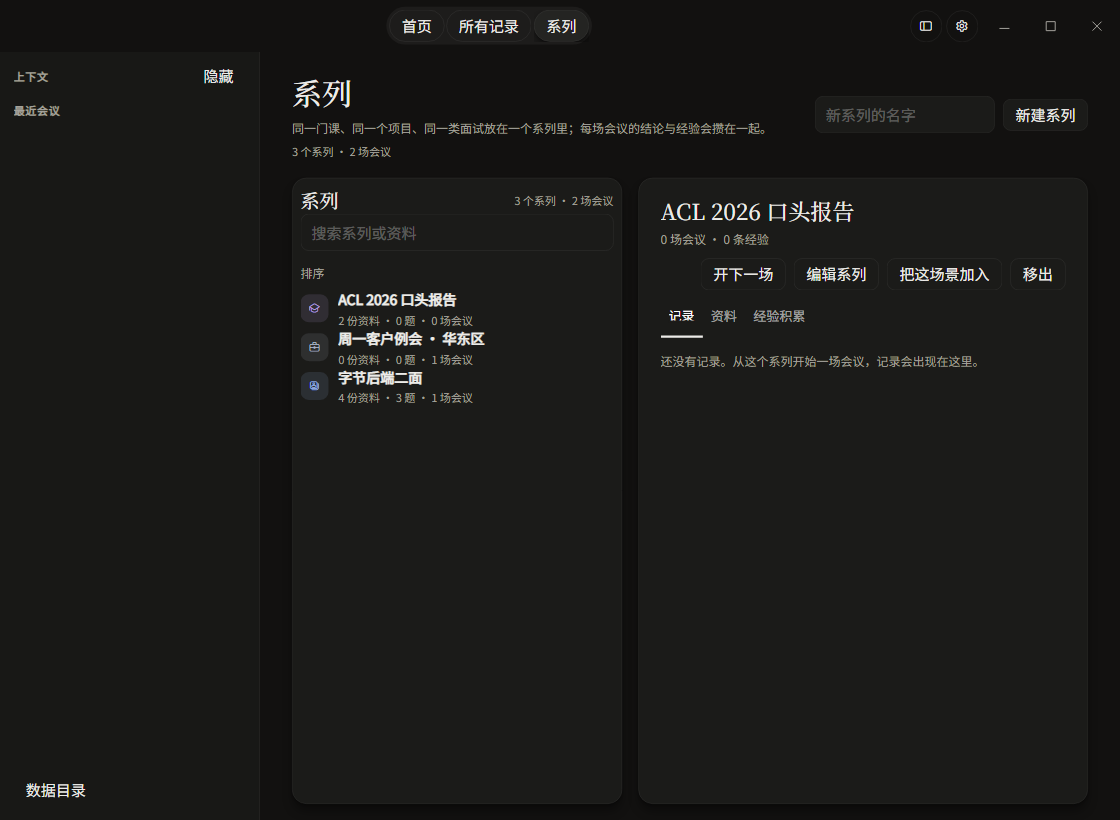 首页 所有记录 系列
上下文 隐藏
最近会议
数据目录
系列
同一门课、同一个项目、同一类面试放在一个系列里；每场会议的结论与经验会攒在一起。
3 个系列 · 2 场会议
新系列的名字 新建系列
系列 3 个系列 · 2 场会议
搜索系列或资料
排序
ACL 2026 口头报告
2 份资料 · 0 题 · 0 场会议
周一客户例会 · 华东区
0 份资料 · 0 题 · 1 场会议
字节后端二面
4 份资料 · 3 题 · 1 场会议
ACL 2026 口头报告
0 场会议 · 0 条经验
开下一场 编辑系列 把这场景加入 移出
记录 资料 经验积累
还没有记录。从这个系列开始一场会议，记录会出现在这里。